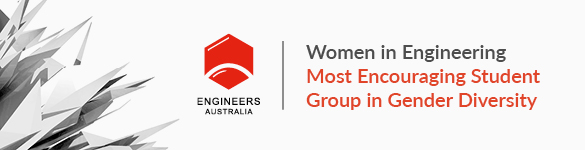 ENGINEERS
AUSTRALIA
Women in Engineering
Most Encouraging Student
Group in Gender Diversity